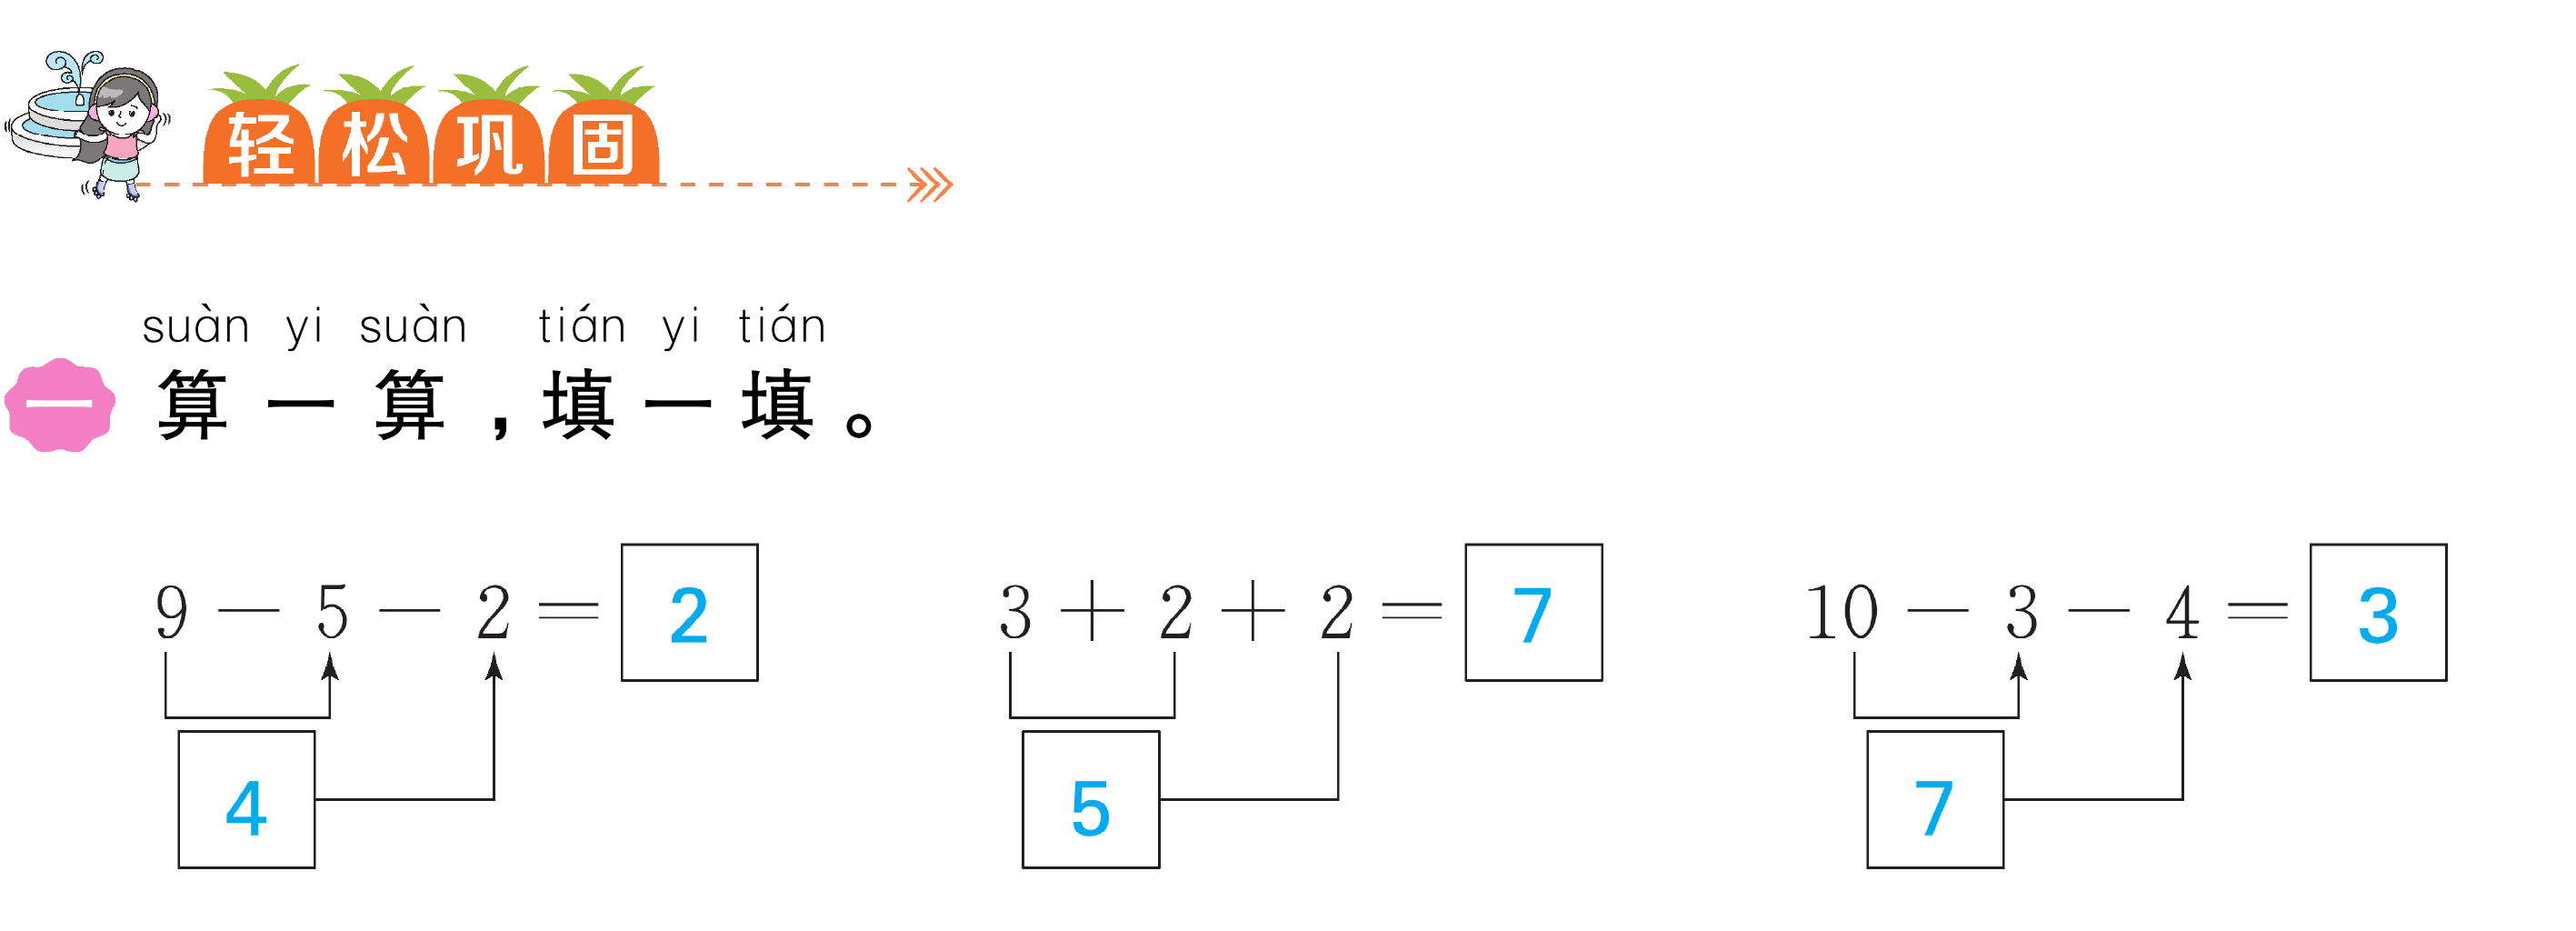 轻松巩固
suàn yi suàn tián yi tián
一 算一算,填一填。
9－5－2＝2 3＋2＋2＝7 10－3－4＝3
4 5 7